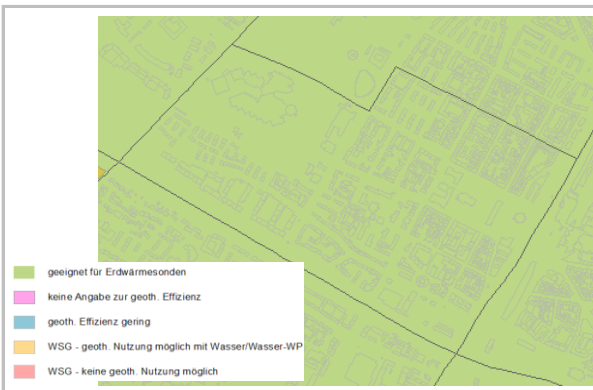 geeignet für Erdwärmesonden
keine Angabe zur geoth. Effizienz
geoth. Effizienz gering
WSG - geoth. Nutzung möglich mit Wasser/Wasser-WP
WSG - keine geoth. Nutzung möglich